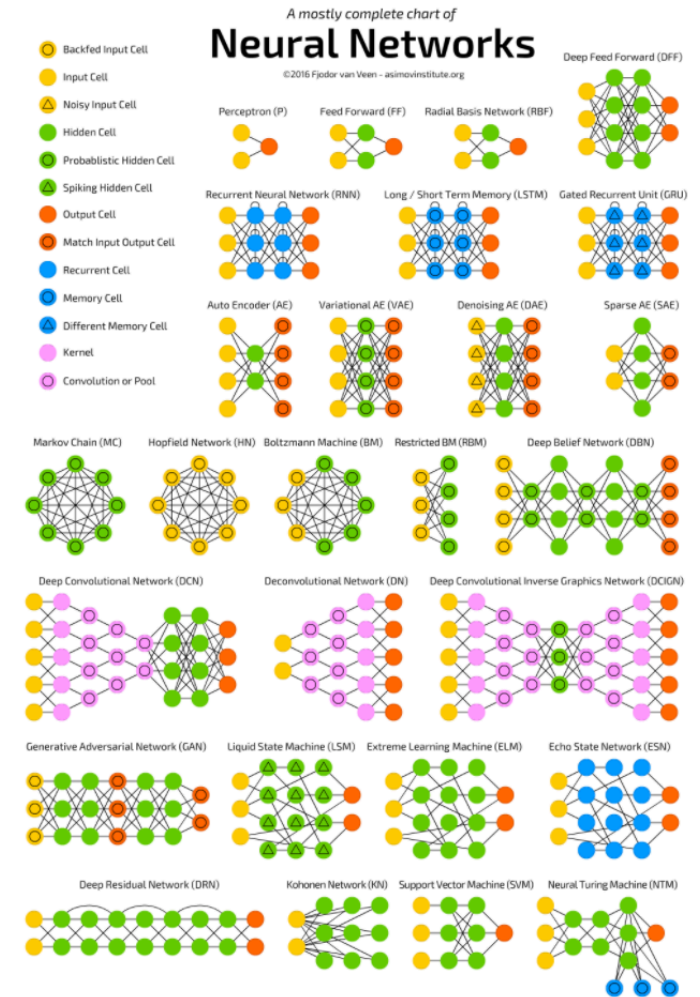 A mostly complete chart of
Neural Networks
©2016 Fjodor van Veen - asimovinstitute.org
Backfed Input Cell
Input Cell
Noisy Input Cell
Hidden Cell
Probablistic Hidden Cell
Spiking Hidden Cell
Output Cell
Match Input Output Cell
Recurrent Cell
Memory Cell
Different Memory Cell
Kernel
Convolution or Pool
Deep Feed Forward (DFF)
Perceptron (P)
Feed Forward (FF)
Radial Basis Network (RBF)
Recurrent Neural Network (RNN)
Long / Short Term Memory (LSTM)
Gated Recurrent Unit (GRU)
Auto Encoder (AE)
Variational AE (VAE)
Denoising AE (DAE)
Sparse AE (SAE)
Markov Chain (MC)
Hopfield Network (HN)
Boltzmann Machine (BM)
Restricted BM (RBM)
Deep Belief Network (DBN)
Deep Convolutional Network (DCN)
Deconvolutional Network (DN)
Deep Convolutional Inverse Graphics Network (DCIGN)
Generative Adversarial Network (GAN)
Liquid State Machine (LSM)
Extreme Learning Machine (ELM)
Echo State Network (ESN)
Deep Residual Network (DRN)
Kohonen Network (KN)
Support Vector Machine (SVM)
Neural Turing Machine (NTM)